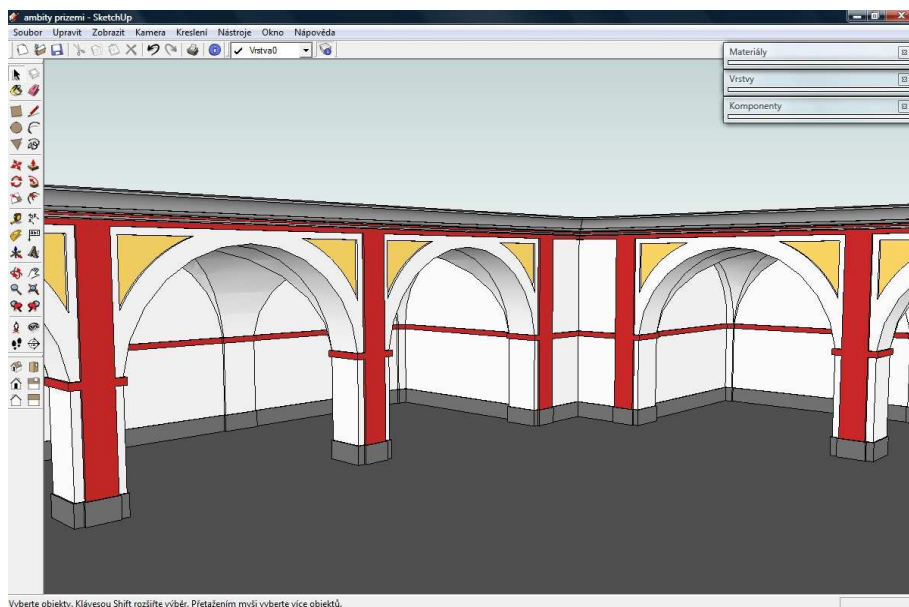 ambity prizemi - SketchUp
Soubor Upravit Zobrazit Kamera Kreslení Nástroje Okno Nápověda
Vrstva0
Materiály
Vrstvy
Komponenty
Vyberte objekty. Klávesou Shift rozšiřte výběr. Přetažením myši vyberte více objektů.